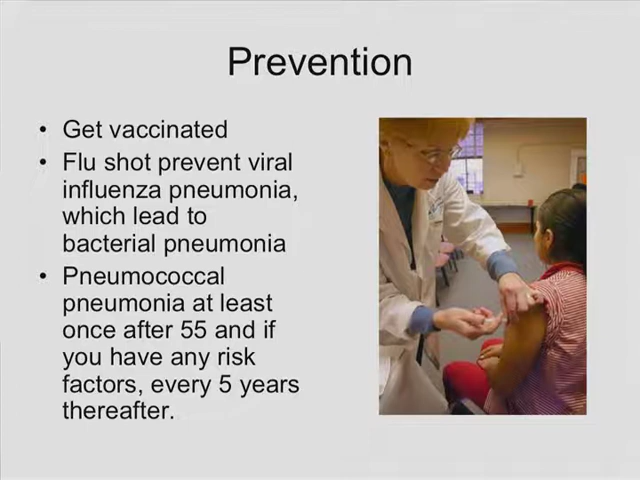 Prevention
• Get vaccinated
• Flu shot prevent viral
influenza pneumonia,
which lead to
bacterial pneumonia
• Pneumococcal
pneumonia at least
once after 55 and if
you have any risk
factors, every 5 years
thereafter.